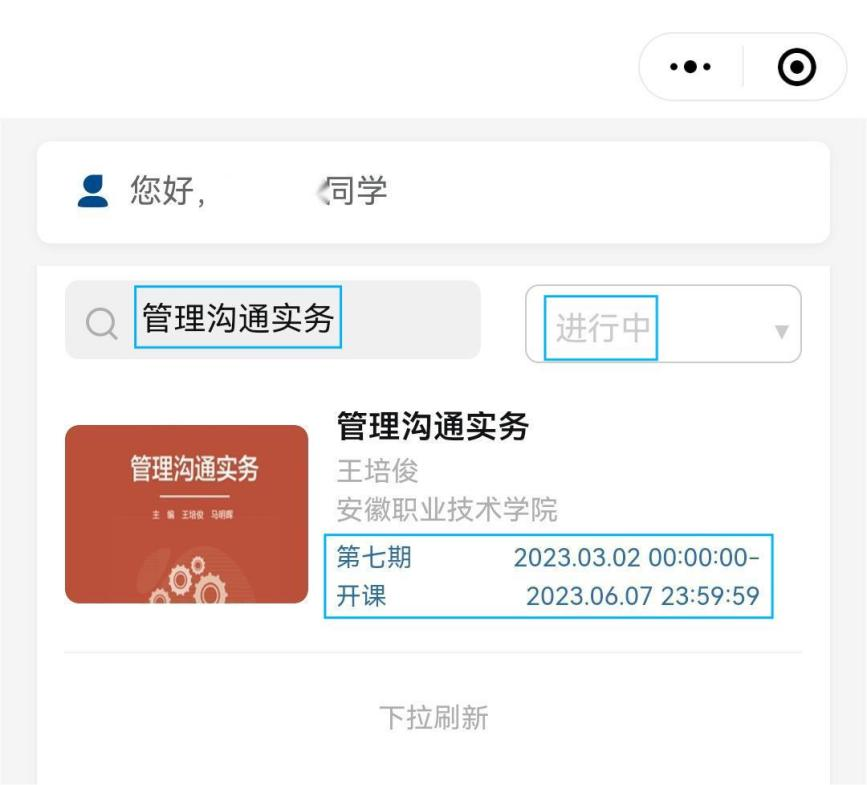 您好，
同学
管理沟通实务
进行中
管理沟通实务
主 编 王培俊 马明辉
管理沟通实务
王培俊
安徽职业技术学院
第七期 2023.03.02 00:00:00-
开课 2023.06.07 23:59:59
下拉刷新